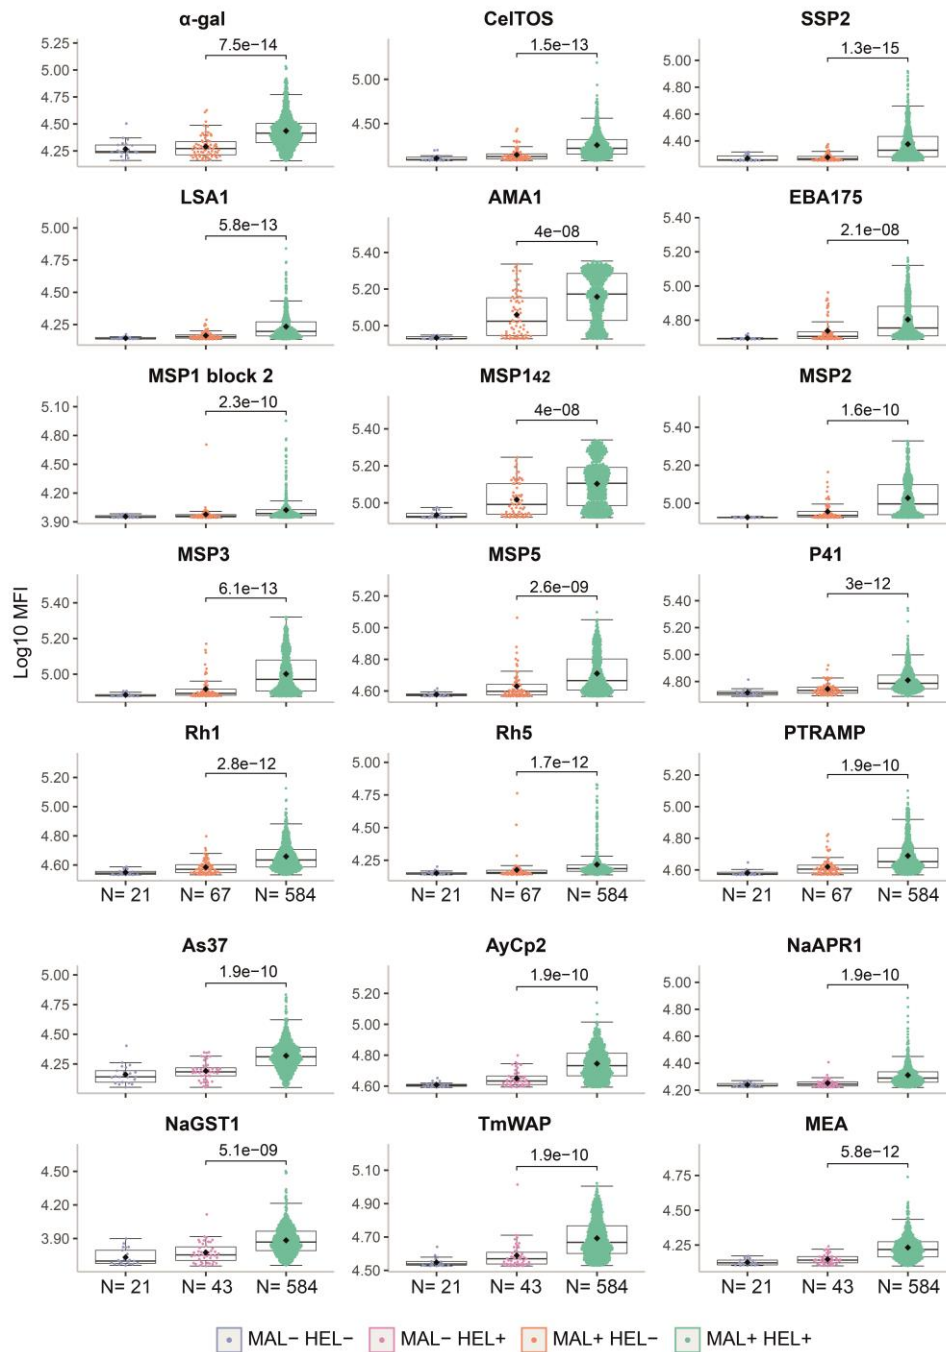 α-gal CelTOS SSP2
7.5e−14 1.5e−13 1.3e−15
5.25
5.00 5.00 5.00
4.75 4.75
4.50 4.50 4.50
4.25 4.25
LSA1 AMA1 EBA175
5.8e−13 4e−08 2.1e−08
5.00 5.40 5.40
4.75 5.20 5.20
4.50 5.00
4.25 5.00 4.80
MSP1 block 2 MSP142 MSP2
2.3e−10 4e−08 1.6e−10
5.10
4.80 5.40 5.40
4.50 5.20 5.20
4.20
3.90 5.00 5.00
MSP3 MSP5 P41
6.1e−13 2.6e−09 3e−12
5.40 5.20 5.40
5.20 5.00 5.20
5.00 4.80 5.00
4.60 4.80
Log10 MFI
Rh1 Rh5 PTRAMP
2.8e−12 1.7e−12 1.9e−10
5.20 5.00 5.20
5.00 4.75 5.00
4.80 4.50 4.80
4.60 4.25 4.60
N= 21 N= 67 N= 584 N= 21 N= 67 N= 584 N= 21 N= 67 N= 584
As37 AyCp2 NaAPR1
1.9e−10 1.9e−10 1.9e−10
5.00 5.20 5.00
4.75 5.00 4.80
4.50 4.80 4.60
4.25 4.60 4.40
4.20
NaGST1 TmWAP MEA
5.1e−09 1.9e−10 5.8e−12
4.50 5.10 4.75
4.20 4.90 4.50
3.90 4.70 4.25
4.50
N= 21 N= 43 N= 584 N= 21 N= 43 N= 584 N= 21 N= 43 N= 584
MAL− HEL− MAL− HEL+ MAL+ HEL− MAL+ HEL+